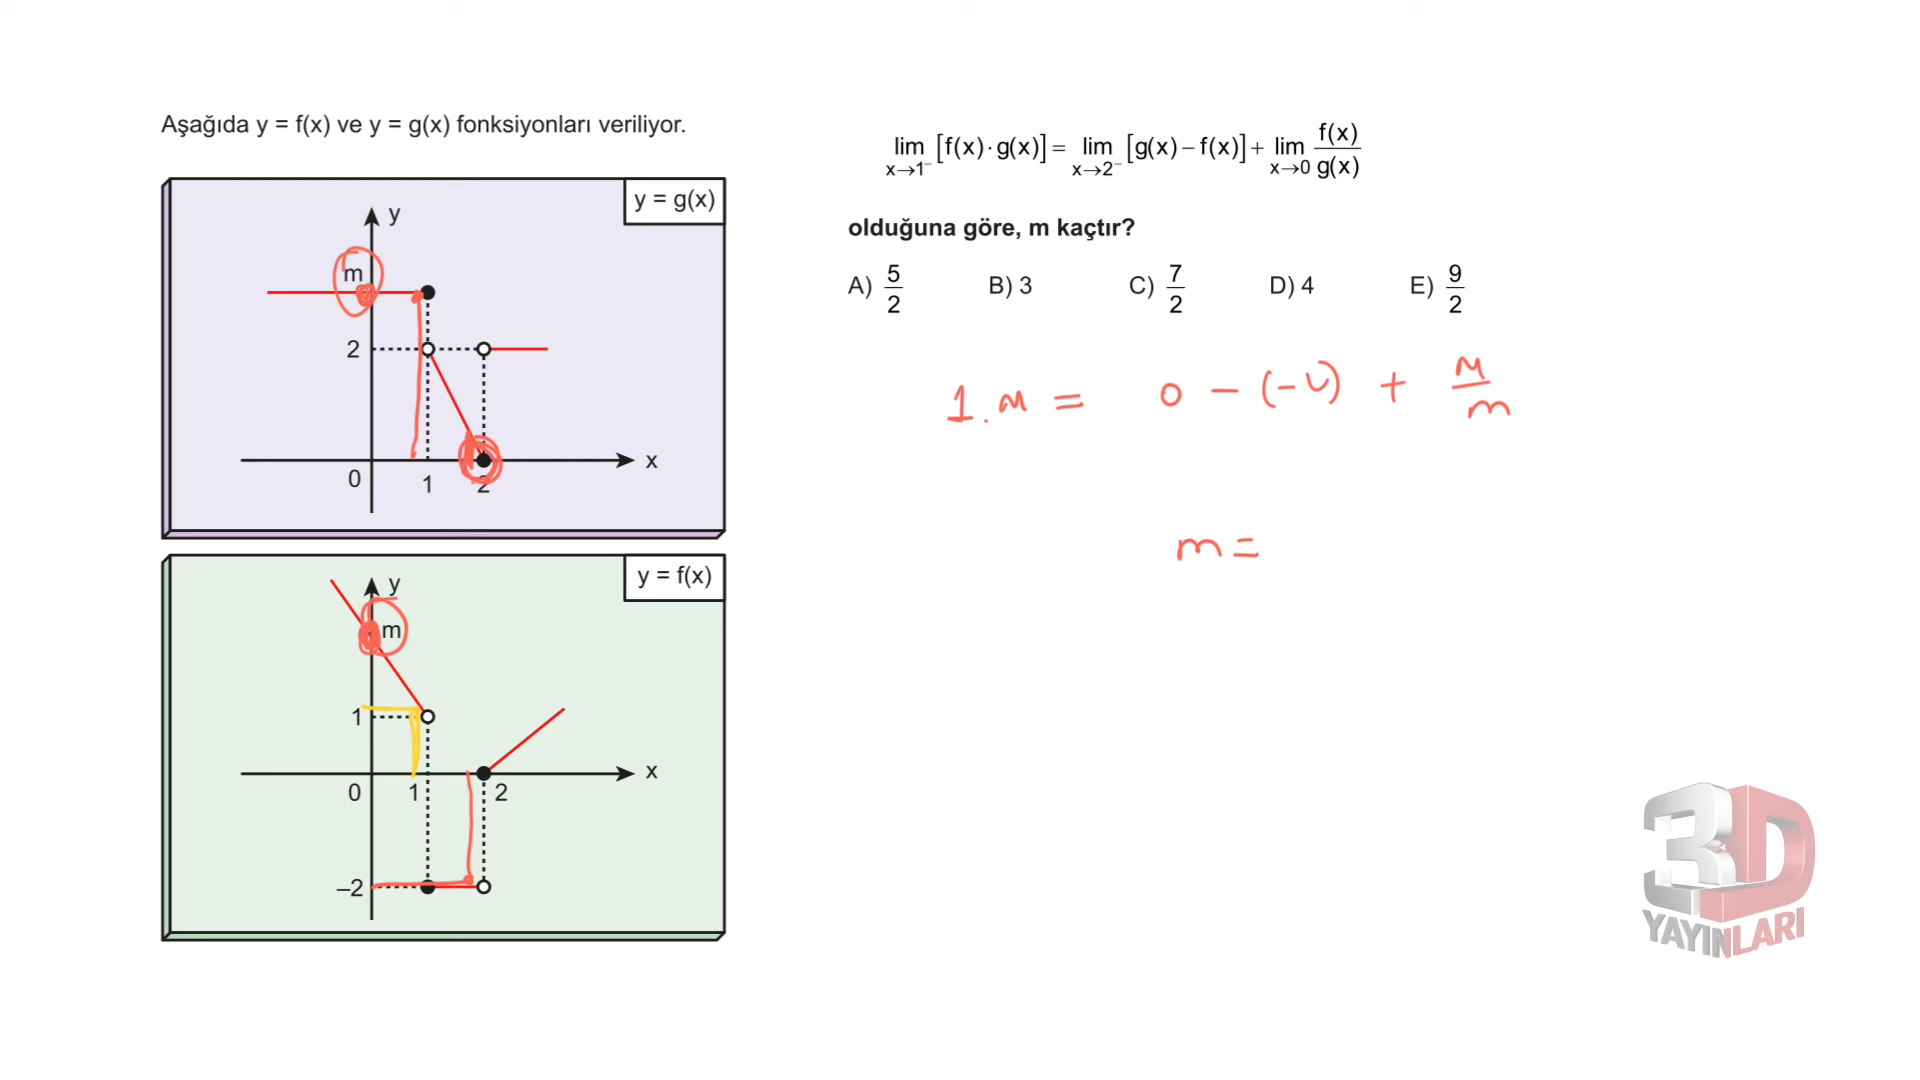 Aşağıda y = f(x) ve y = g(x) fonksiyonları veriliyor.
y = g(x)
y
m
2
0
1
2
x
y = f(x)
y
m
1
0
1
2
x
–2
lim x→1⁻ [f(x)·g(x)] = lim x→2⁻ [g(x) – f(x)] + lim x→0 f(x)/g(x)
olduğuna göre, m kaçtır?
A) 5/2 B) 3 C) 7/2 D) 4 E) 9/2
1.m = 0 – (–2) + m/m
m =
3D
YAYINLARI